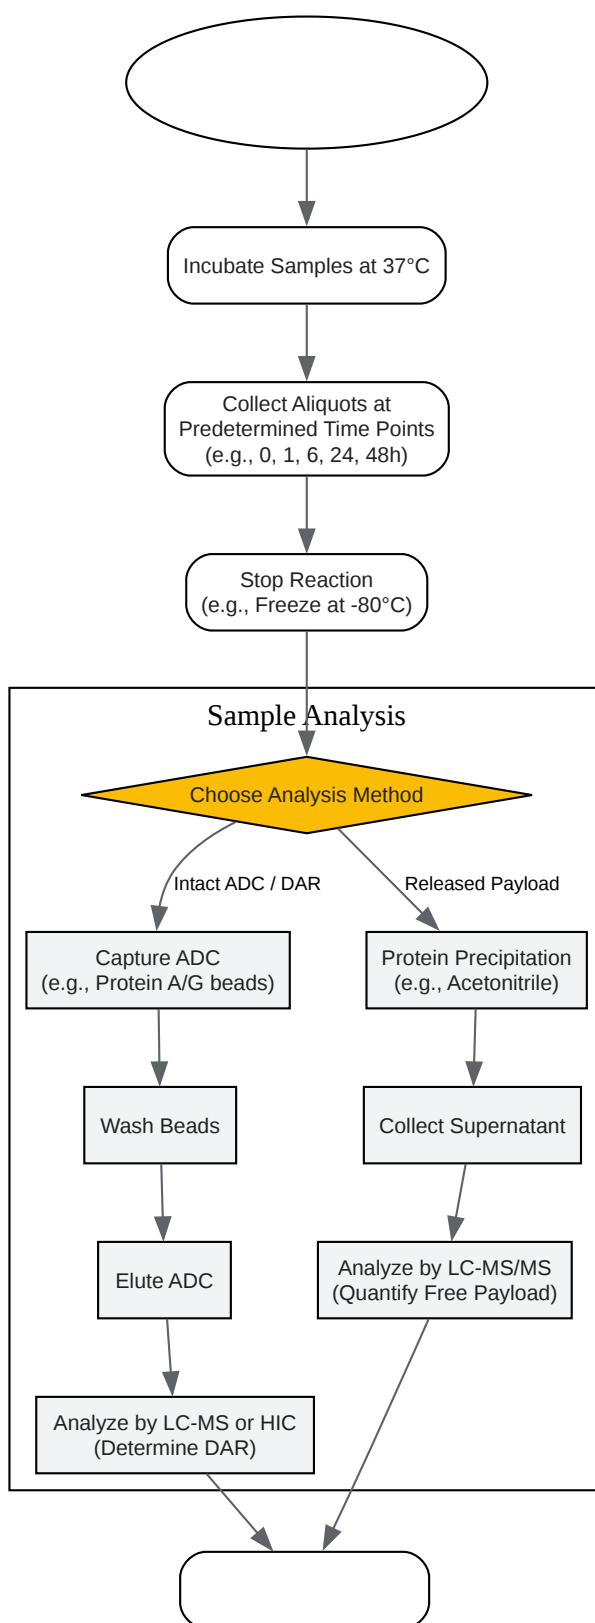 Incubate Samples at 37°C
Collect Aliquots at
Predetermined Time Points
(e.g., 0, 1, 6, 24, 48h)
Stop Reaction
(e.g., Freeze at -80°C)
Sample Analysis
Choose Analysis Method
Intact ADC / DAR
Released Payload
Capture ADC
(e.g., Protein A/G beads)
Protein Precipitation
(e.g., Acetonitrile)
Wash Beads
Collect Supernatant
Elute ADC
Analyze by LC-MS/MS
(Quantify Free Payload)
Analyze by LC-MS or HIC
(Determine DAR)